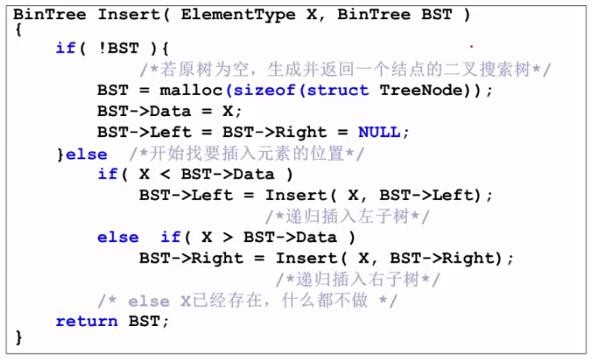 BinTree Insert( ElementType X, BinTree BST )
{
    if( !BST ){
            /*若原树为空，生成并返回一个结点的二叉搜索树*/
        BST = malloc(sizeof(struct TreeNode));
        BST->Data = X;
        BST->Left = BST->Right = NULL;
    }else  /*开始找要插入元素的位置*/
        if( X < BST->Data )
            BST->Left = Insert( X, BST->Left);
                        /*递归插入左子树*/
        else  if( X > BST->Data )
            BST->Right = Insert( X, BST->Right);
                         /*递归插入右子树*/
        /* else X已经存在，什么都不做 */
    return BST;
}